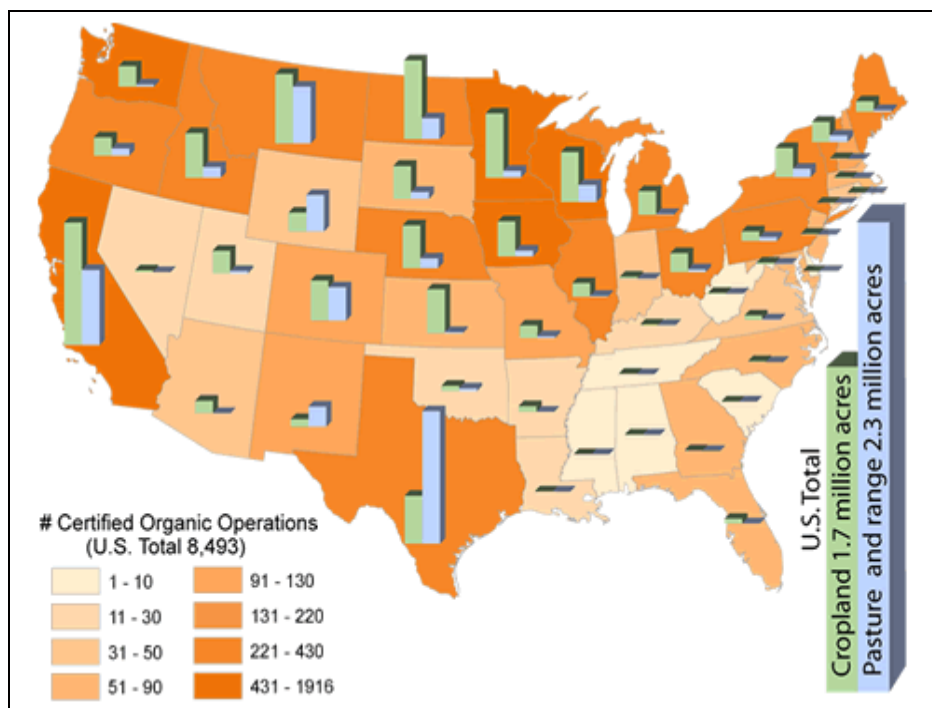 # Certified Organic Operations
(U.S. Total 8,493)
1 - 10
11 - 30
31 - 50
51 - 90
91 - 130
131 - 220
221 - 430
431 - 1916
U.S. Total
Cropland 1.7 million acres
Pasture and range 2.3 million acres